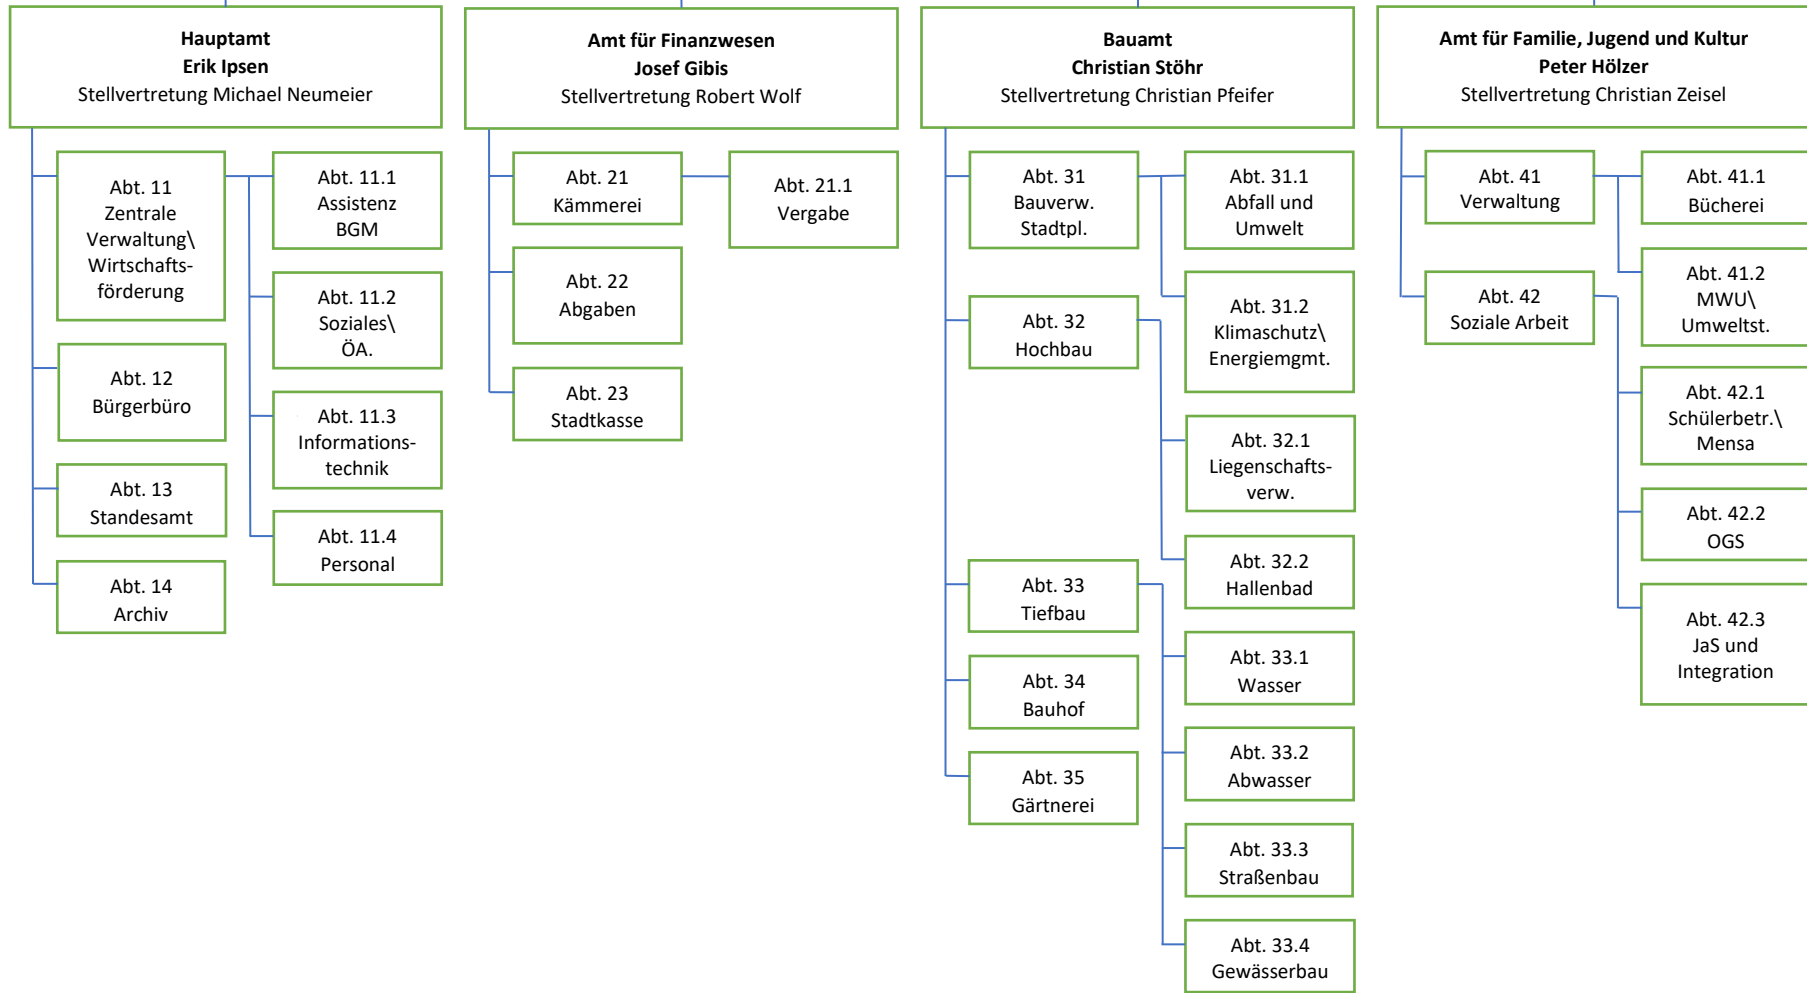 Hauptamt
Erik Ipsen
Stellvertretung Michael Neumeier
Abt. 11
Zentrale
Verwaltung\
Wirtschafts-
förderung
Abt. 11.1
Assistenz
BGM
Abt. 11.2
Soziales\
ÖA.
Abt. 11.3
Informations-
technik
Abt. 11.4
Personal
Abt. 12
Bürgerbüro
Abt. 13
Standesamt
Abt. 14
Archiv
Amt für Finanzwesen
Josef Gibis
Stellvertretung Robert Wolf
Abt. 21
Kämmerei
Abt. 21.1
Vergabe
Abt. 22
Abgaben
Abt. 23
Stadtkasse
Bauamt
Christian Stöhr
Stellvertretung Christian Pfeifer
Abt. 31
Bauverw.
Stadtpl.
Abt. 31.1
Abfall und
Umwelt
Abt. 31.2
Klimaschutz\
Energiemgmt.
Abt. 32
Hochbau
Abt. 32.1
Liegenschafts-
verw.
Abt. 32.2
Hallenbad
Abt. 33
Tiefbau
Abt. 33.1
Wasser
Abt. 33.2
Abwasser
Abt. 33.3
Straßenbau
Abt. 33.4
Gewässerbau
Abt. 34
Bauhof
Abt. 35
Gärtnerei
Amt für Familie, Jugend und Kultur
Peter Hölzer
Stellvertretung Christian Zeisel
Abt. 41
Verwaltung
Abt. 41.1
Bücherei
Abt. 41.2
MWU\
Umweltst.
Abt. 42
Soziale Arbeit
Abt. 42.1
Schülerbetr.\
Mensa
Abt. 42.2
OGS
Abt. 42.3
JaS und
Integration